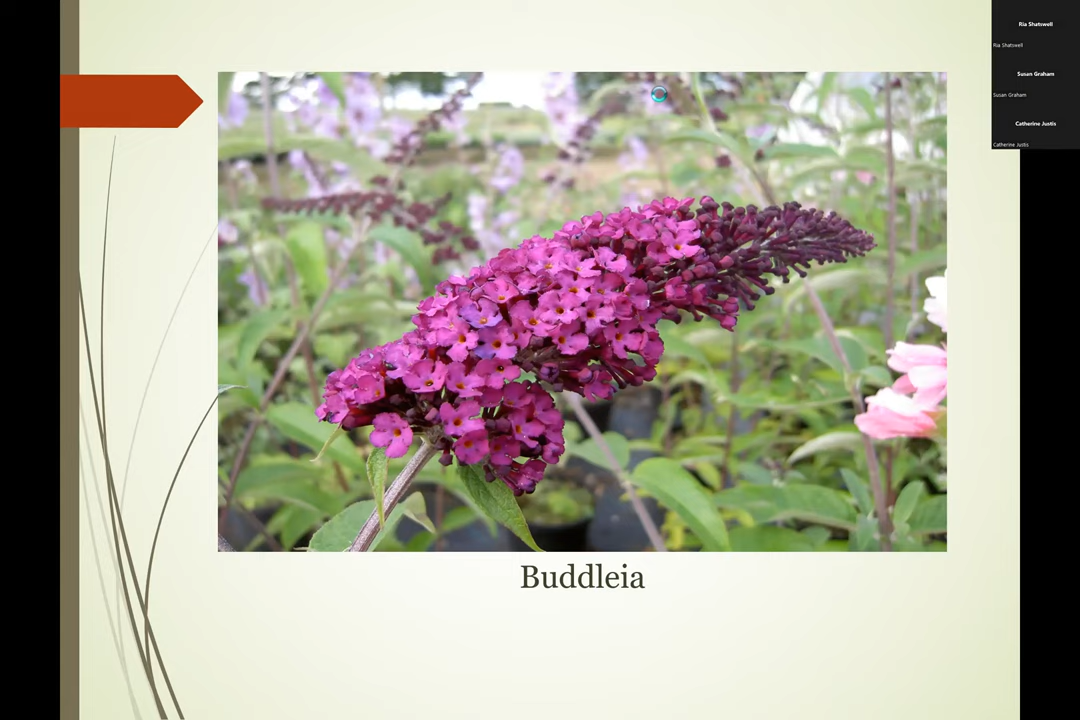 Ria Shatswell
Ria Shatswell
Susan Graham
Susan Graham
Catherine Justis
Catherine Justis
Buddleia